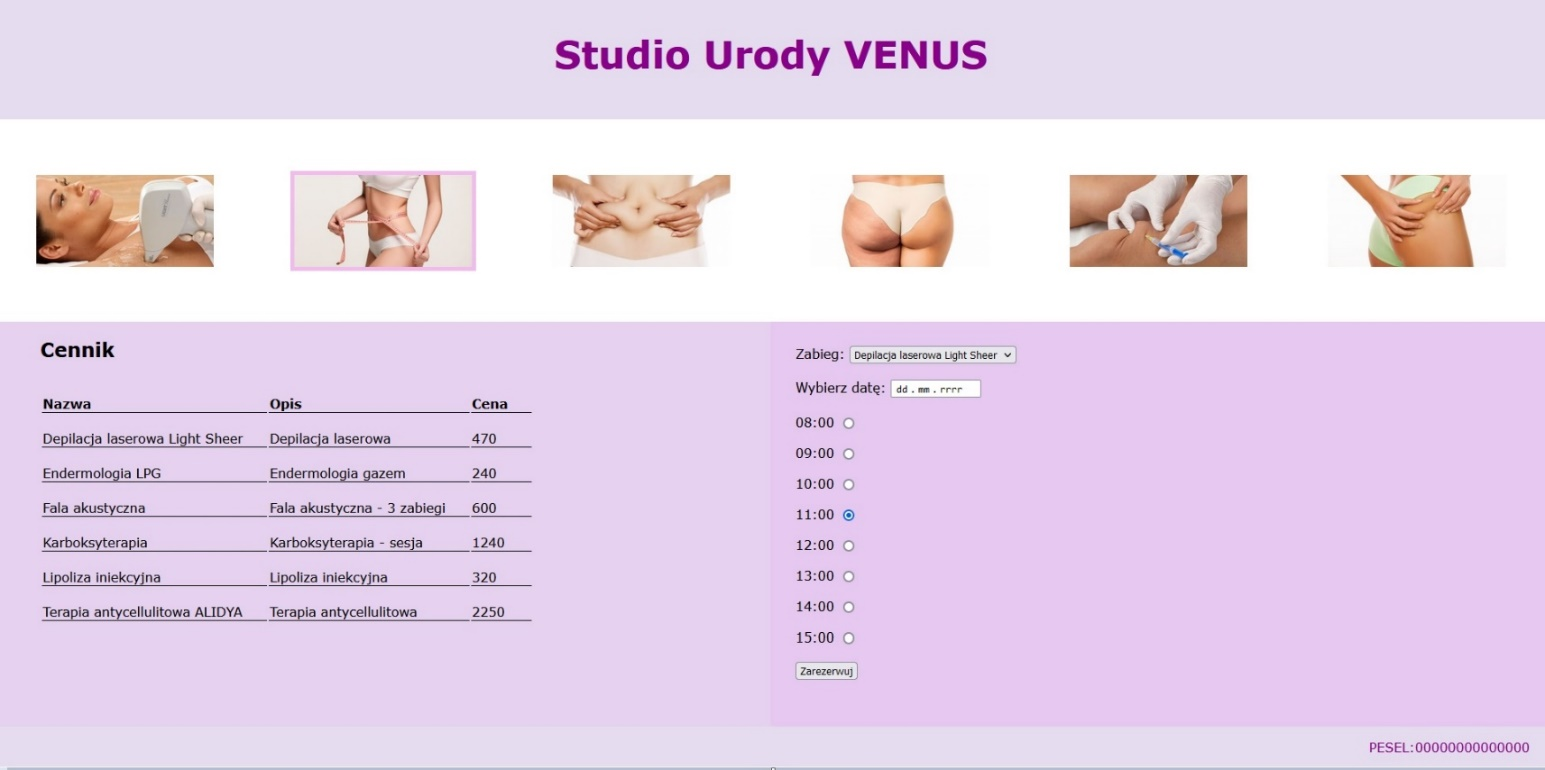 Studio Urody VENUS
Cennik
Nazwa Opis Cena
Depilacja laserowa Light Sheer Depilacja laserowa 470
Endermologia LPG Endermologia gazem 240
Fala akustyczna Fala akustyczna - 3 zabiegi 600
Karboksyterapia Karboksyterapia - sesja 1240
Lipoliza iniekcyjna Lipoliza iniekcyjna 320
Terapia antycellulitowa ALIDYA Terapia antycellulitowa 2250
Zabieg: Depilacja laserowa Light Sheer
Wybierz datę: dd . mm . rrrr
08:00
09:00
10:00
11:00
12:00
13:00
14:00
15:00
Zarezerwuj
PESEL:00000000000000